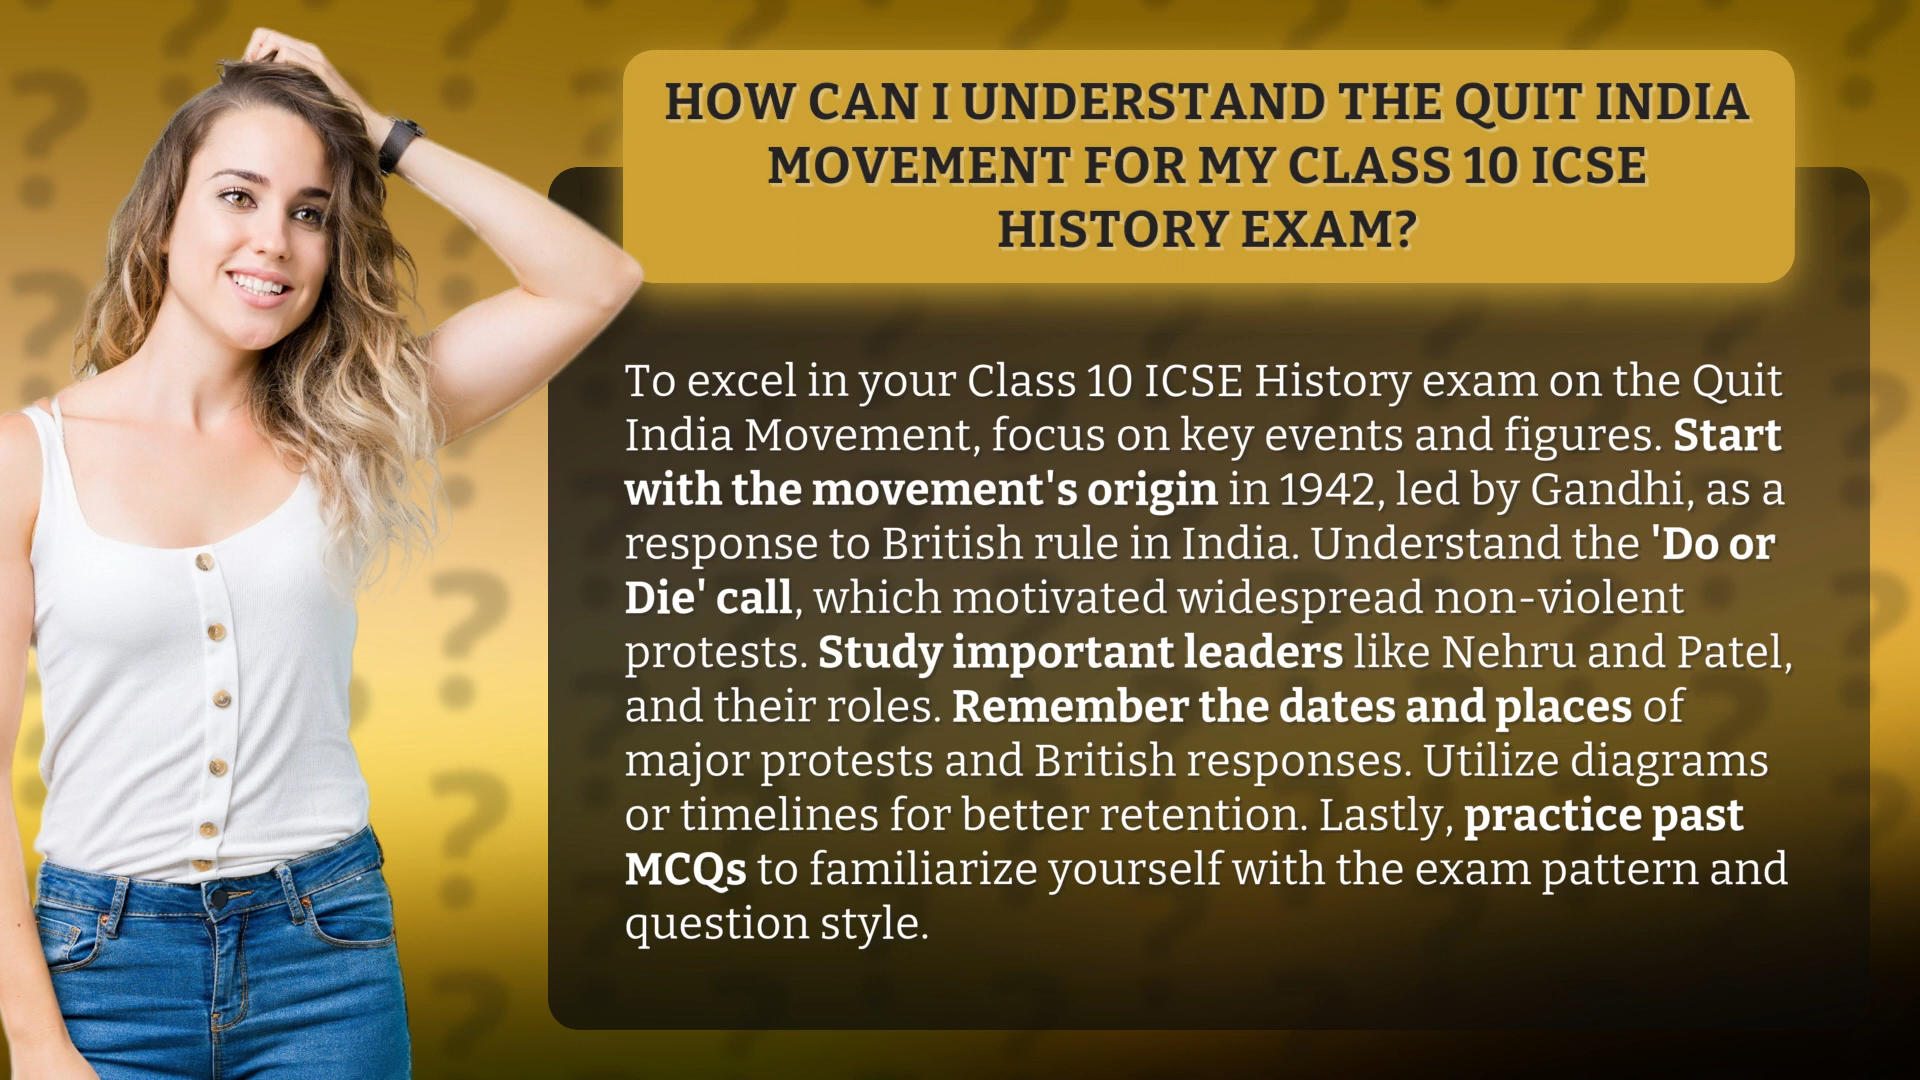 HOW CAN I UNDERSTAND THE QUIT INDIA
MOVEMENT FOR MY CLASS 10 ICSE
HISTORY EXAM?
To excel in your Class 10 ICSE History exam on the Quit
India Movement, focus on key events and figures. Start
with the movement's origin in 1942, led by Gandhi, as a
response to British rule in India. Understand the 'Do or
Die' call, which motivated widespread non-violent
protests. Study important leaders like Nehru and Patel,
and their roles. Remember the dates and places of
major protests and British responses. Utilize diagrams
or timelines for better retention. Lastly, practice past
MCQs to familiarize yourself with the exam pattern and
question style.